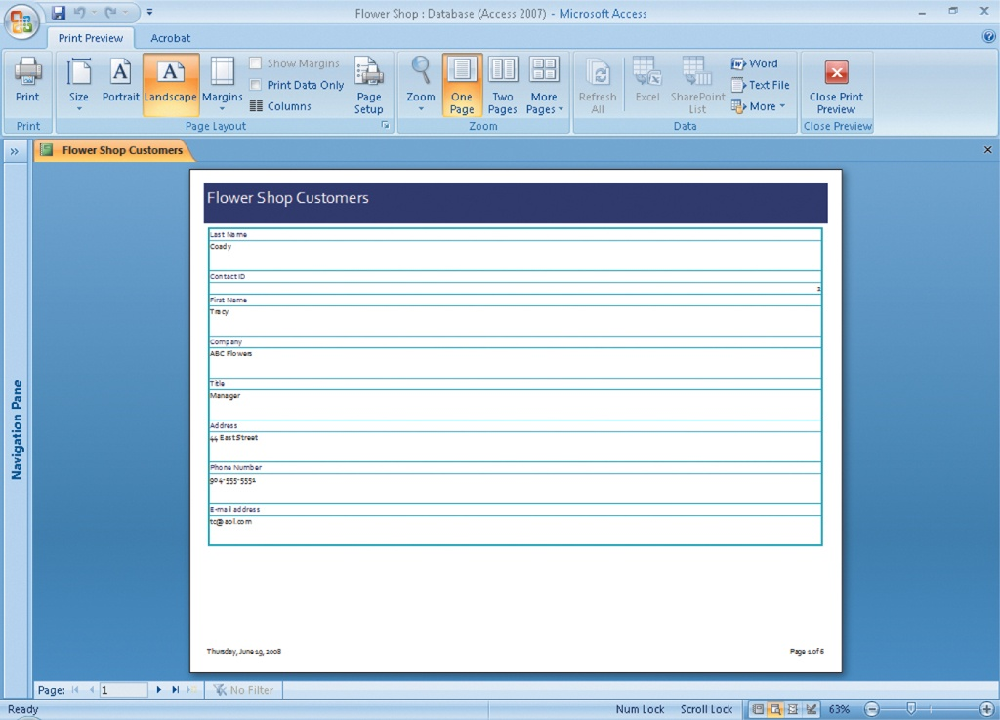 Flower Shop : Database (Access 2007) - Microsoft Access
Print Preview Acrobat
Show Margins
Print Data Only
Columns
Print Size Portrait Landscape Margins Page Setup
Zoom One Page Two Pages More Pages
Refresh All Excel SharePoint List
Word
Text File
More
Close Print Preview
Print Page Layout Zoom Data Close Preview
Flower Shop Customers
Navigation Pane
Flower Shop Customers
Last Name
Coady
Contact ID
First Name
Tracy
Company
ABC Flowers
Title
Manager
Address
44 East Street
Phone Number
904-555-5551
E-mail address
tc@aol.com
Thursday, June 19, 2008 Page 1 of 6
Page: 1 No Filter
Ready Num Lock Scroll Lock 63%